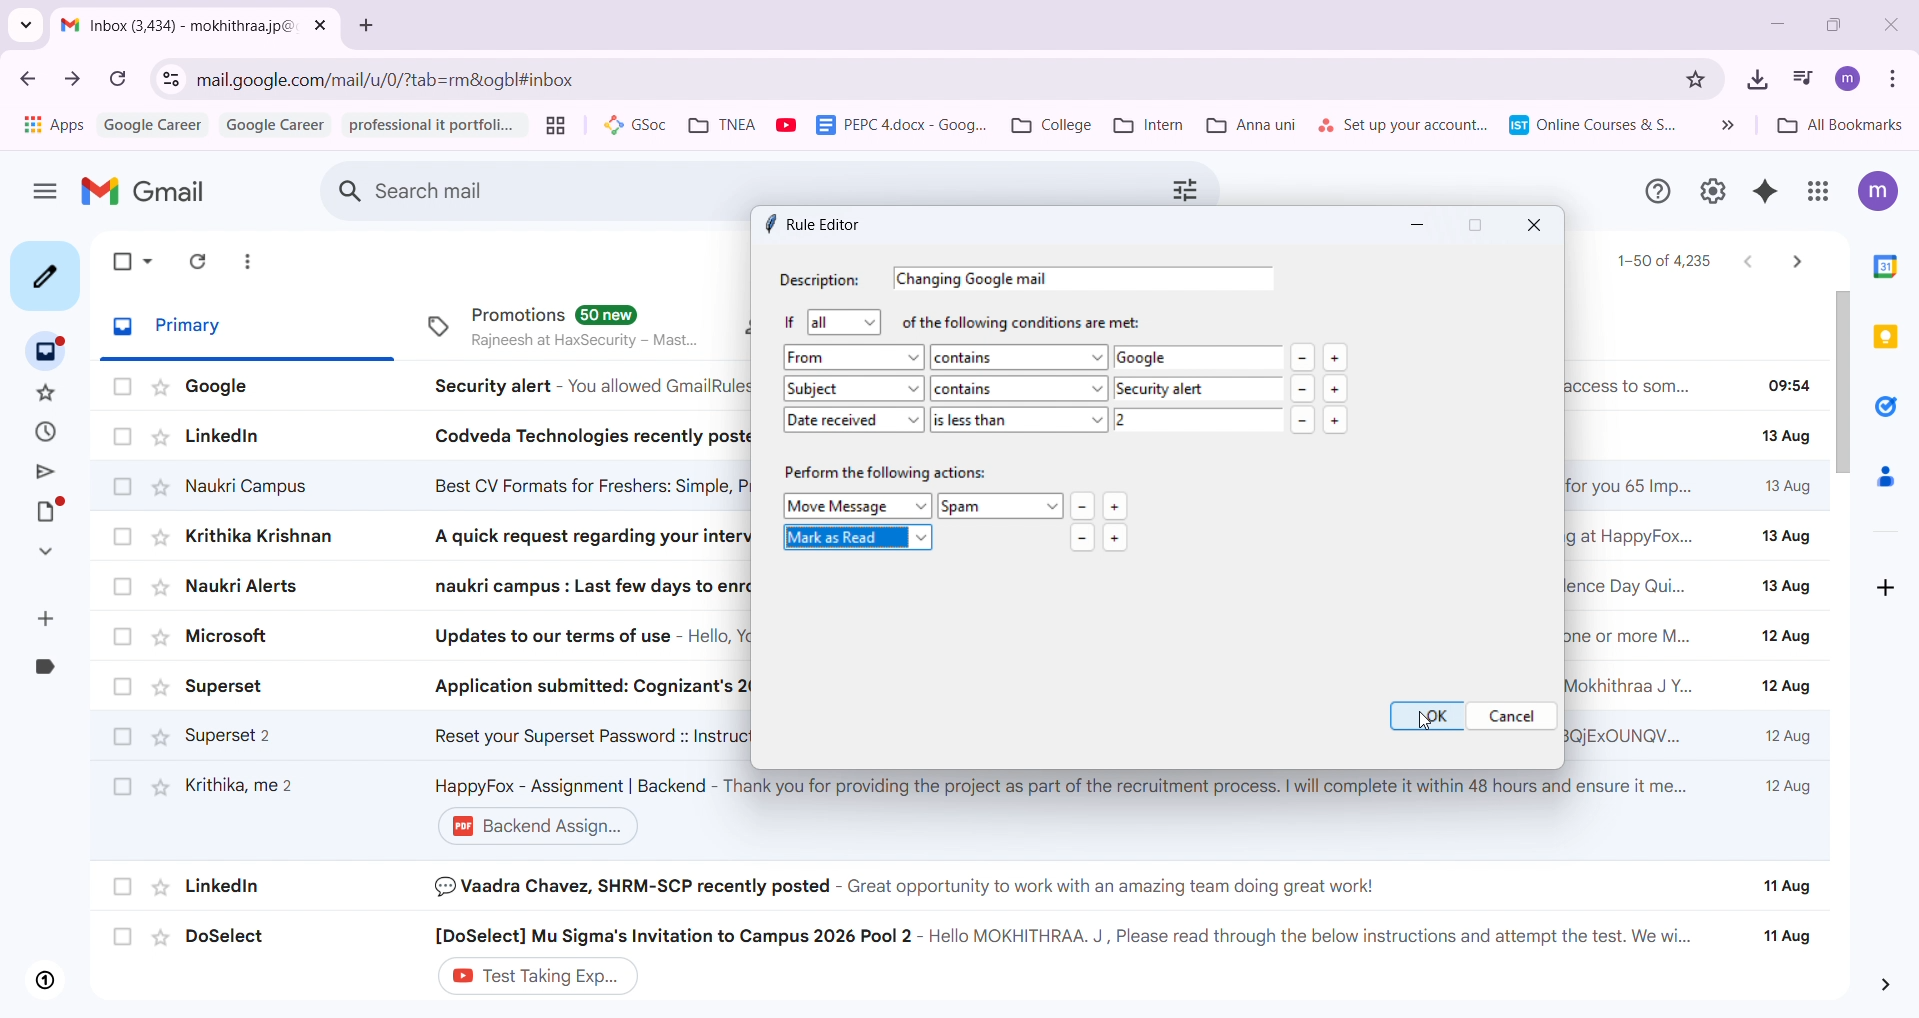 Inbox (3,434) - mokhithraa.jp@
mail.google.com/mail/u/0/?tab=rm&ogbl#inbox
m
Apps
Google Career
Google Career
professional it portfoli...
GSoc
TNEA
PEPC 4.docx - Goog...
College
Intern
Anna uni
Set up your account...
IST Online Courses & S...
All Bookmarks
Gmail
Search mail
m
Rule Editor
1–50 of 4,235
31
Description: Changing Google mail
Primary
Promotions 50 new
Rajneesh at HaxSecurity – Mast...
If all of the following conditions are met:
From contains Google - +
Subject contains Security alert - +
Date received is less than 2 - +
Perform the following actions:
Move Message Spam - +
Mark as Read - +
OK Cancel
Google Security alert - You allowed GmailRules access to som... 09:54
LinkedIn Codveda Technologies recently poste 13 Aug
Naukri Campus Best CV Formats for Freshers: Simple, P for you 65 Imp... 13 Aug
Krithika Krishnan A quick request regarding your interv g at HappyFox... 13 Aug
Naukri Alerts naukri campus : Last few days to enro lence Day Qui... 13 Aug
Microsoft Updates to our terms of use - Hello, Yo one or more M... 12 Aug
Superset Application submitted: Cognizant's 20 Mokhithraa J Y... 12 Aug
Superset 2 Reset your Superset Password :: Instruct 3QjExOUNQV... 12 Aug
Krithika, me 2 HappyFox - Assignment | Backend - Thank you for providing the project as part of the recruitment process. I will complete it within 48 hours and ensure it me... 12 Aug
PDF Backend Assign...
LinkedIn Vaadra Chavez, SHRM-SCP recently posted - Great opportunity to work with an amazing team doing great work! 11 Aug
DoSelect [DoSelect] Mu Sigma's Invitation to Campus 2026 Pool 2 - Hello MOKHITHRAA. J , Please read through the below instructions and attempt the test. We wi... 11 Aug
Test Taking Exp...